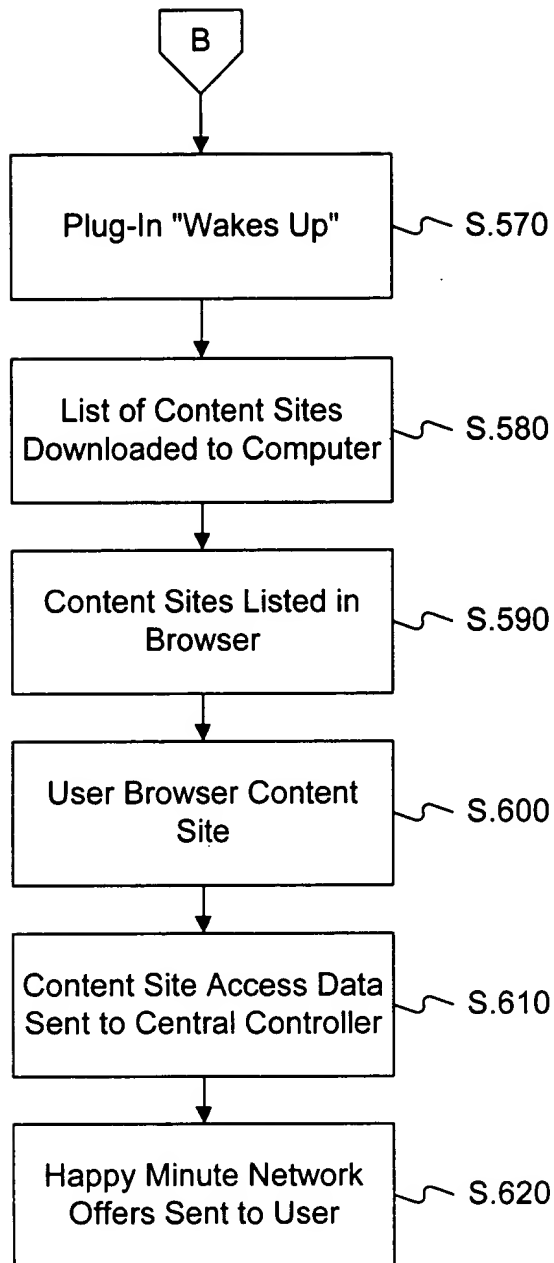 B
Plug-In "Wakes Up"
S.570
List of Content Sites
Downloaded to Computer
S.580
Content Sites Listed in
Browser
S.590
User Browser Content
Site
S.600
Content Site Access Data
Sent to Central Controller
S.610
Happy Minute Network
Offers Sent to User
S.620